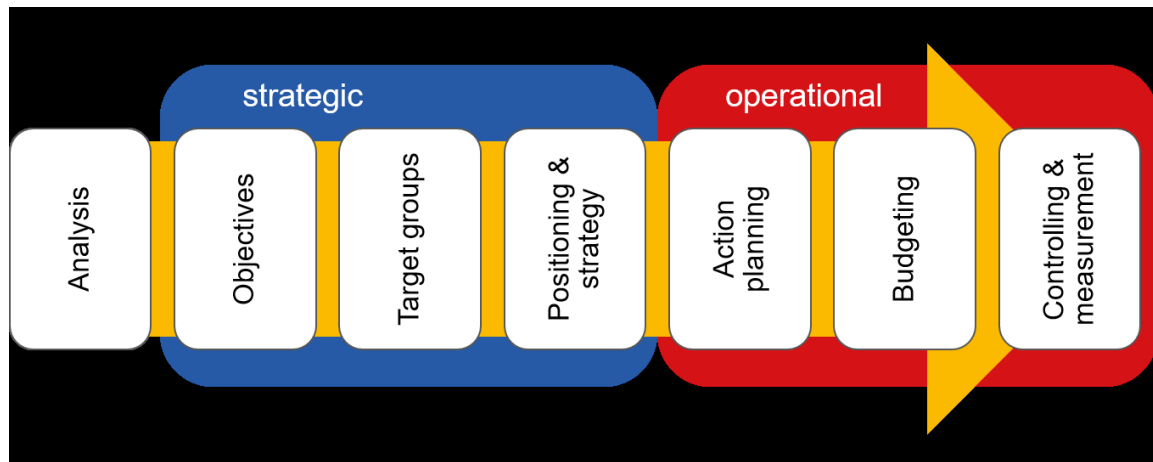 strategic
operational
Analysis
Objectives
Target groups
Positioning &
strategy
Action
planning
Budgeting
Controlling &
measurement